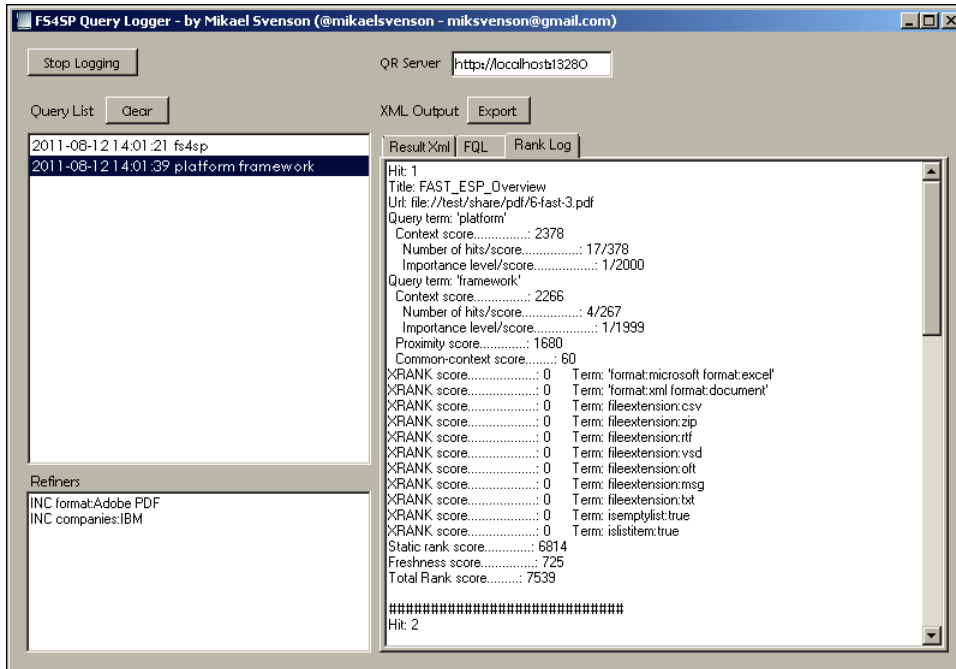 FS4SP Query Logger - by Mikael Svenson (@mikaelsvenson - miksvenson@gmail.com)
Stop Logging
QR Server http://localhost:13280
Query List Clear
XML Output Export
2011-08-12 14:01:21 fs4sp
2011-08-12 14:01:39 platform framework
Result Xml FQL Rank Log
Hit: 1
Title: FAST_ESP_Overview
Url: file://test/share/pdf/6-fast-3.pdf
Query term: 'platform'
Context score...............: 2378
Number of hits/score................: 17/378
Importance level/score................: 1/2000
Query term: 'framework'
Context score...............: 2266
Number of hits/score................: 4/267
Importance level/score................: 1/1999
Proximity score.............: 1680
Common-context score........: 60
XRANK score...................: 0 Term: 'format:microsoft format:excel'
XRANK score...................: 0 Term: 'format:xml format:document'
XRANK score...................: 0 Term: fileextension:csv
XRANK score...................: 0 Term: fileextension:zip
XRANK score...................: 0 Term: fileextension:rtf
XRANK score...................: 0 Term: fileextension:vsd
XRANK score...................: 0 Term: fileextension:oft
XRANK score...................: 0 Term: fileextension:msg
XRANK score...................: 0 Term: fileextension:txt
XRANK score...................: 0 Term: isemptylist:true
XRANK score...................: 0 Term: islistitem:true
Static rank score.............: 6814
Freshness score...............: 725
Total Rank score........: 7539
############################
Hit: 2
Refiners
INC format:Adobe PDF
INC companies:IBM